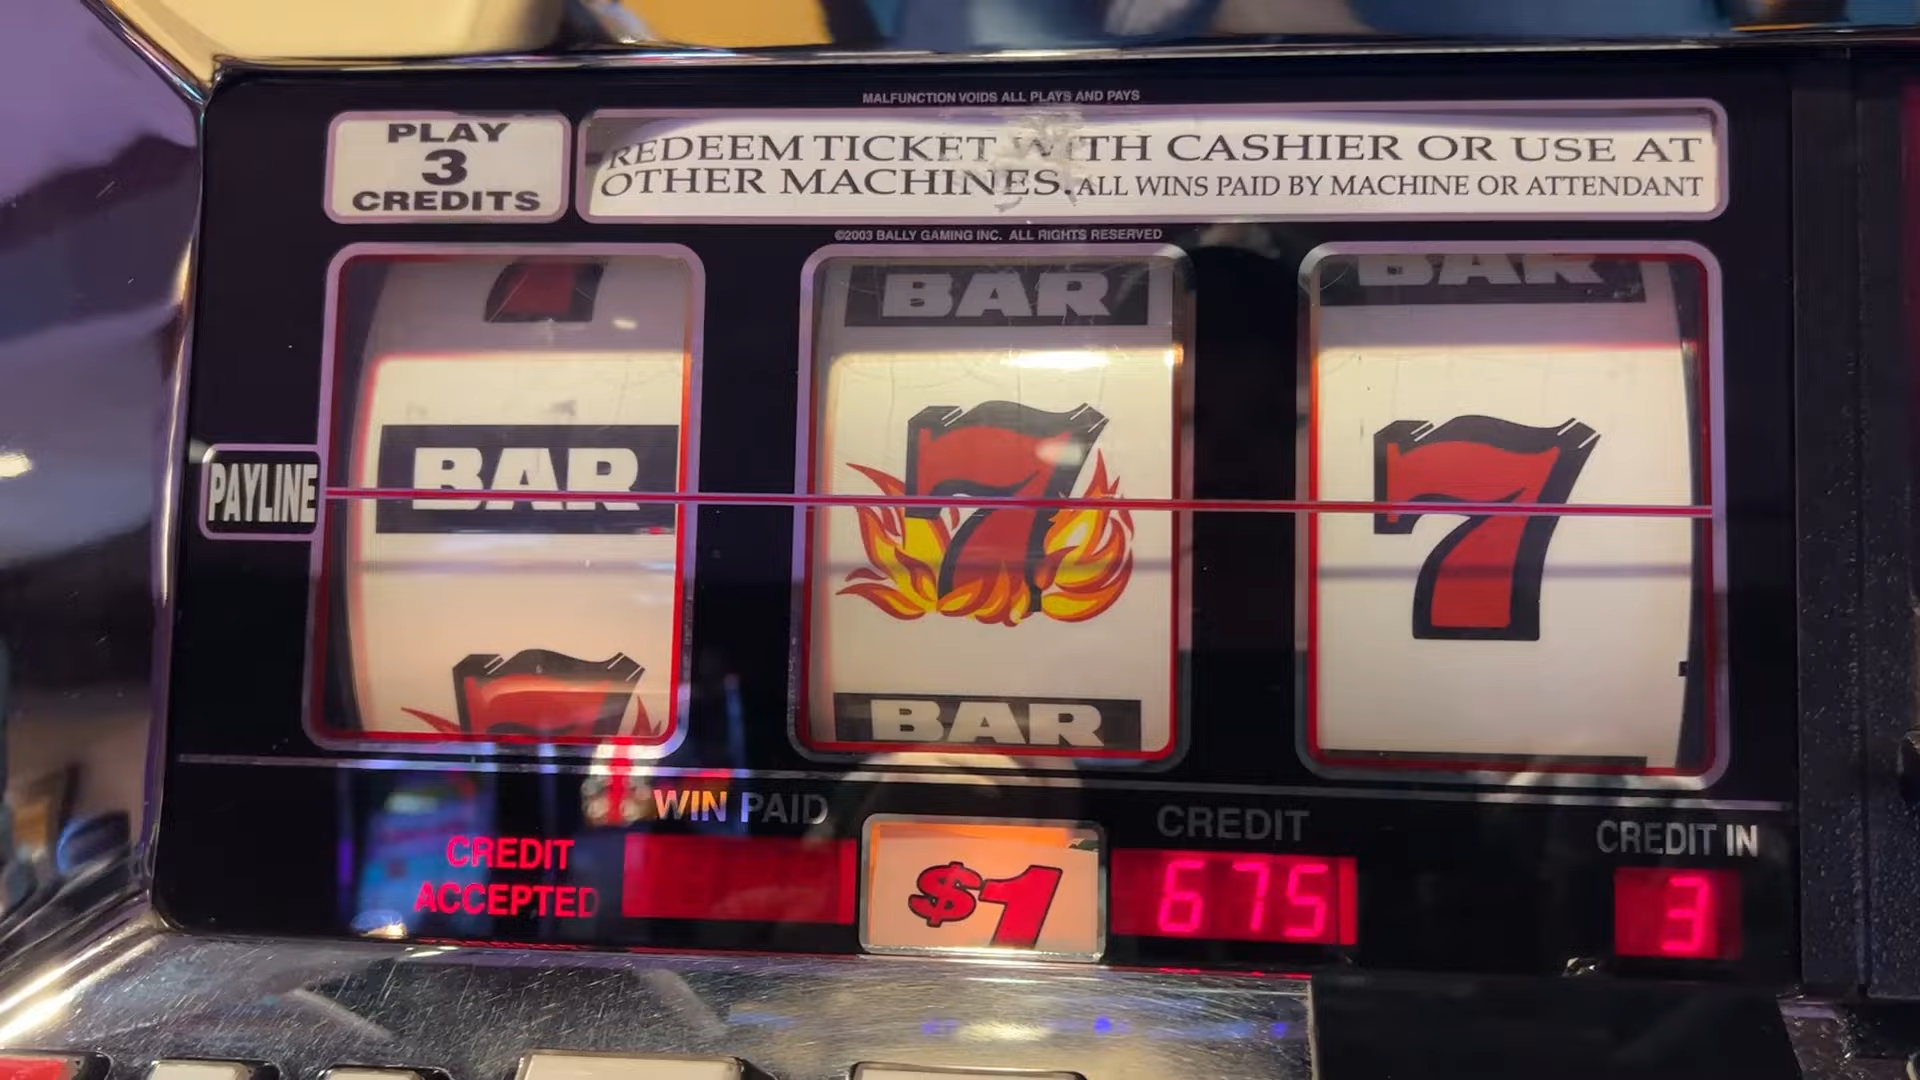 MALFUNCTION VOIDS ALL PLAYS AND PAYS
PLAY
3
CREDITS
REDEEM TICKET WITH CASHIER OR USE AT
OTHER MACHINES. ALL WINS PAID BY MACHINE OR ATTENDANT
©2003 BALLY GAMING INC. ALL RIGHTS RESERVED
7
BAR
BAR
PAYLINE
BAR
7
7
7
BAR
WIN PAID
CREDIT
ACCEPTED
$1
CREDIT
675
CREDIT IN
3